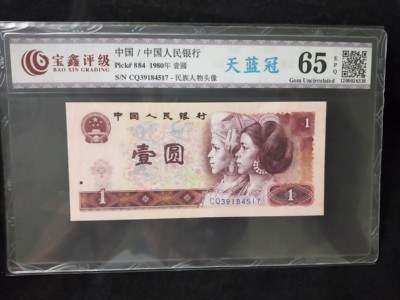 宝鑫评级
BAO XIN GRADING
中国 / 中国人民银行
Pick# 884 1980年 壹圆
S/N CQ39184517 - 民族人物头像
天蓝冠
65 EPQ
Gem Uncirculated
中国人民银行
1
壹圆
1
1
CQ39184517